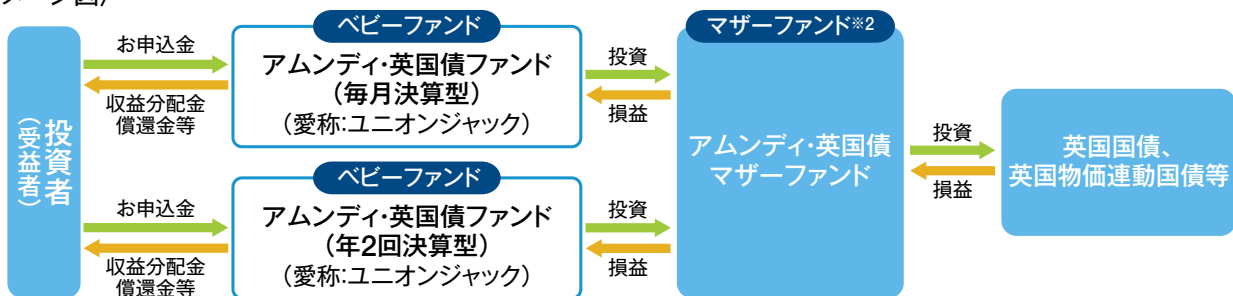 メージ図）
投資者
（受益者）
お申込金
収益分配金
償還金等
ベビーファンド
アムンディ・英国債ファンド
（毎月決算型）
（愛称:ユニオンジャック）
投資
損益
お申込金
収益分配金
償還金等
ベビーファンド
アムンディ・英国債ファンド
（年2回決算型）
（愛称:ユニオンジャック）
投資
損益
マザーファンド※2
アムンディ・英国債
マザーファンド
投資
損益
英国国債、
英国物価連動国債等